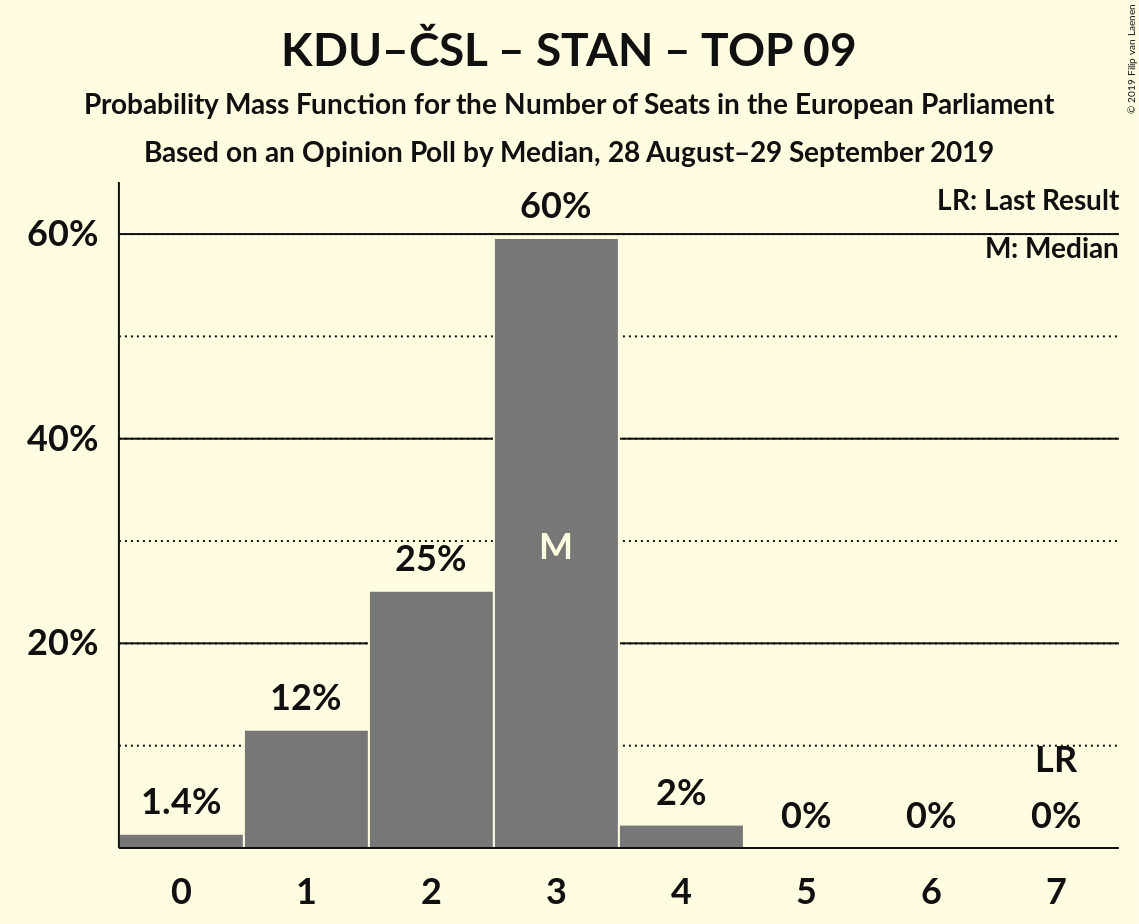 KDU–ČSL – STAN – TOP 09
Probability Mass Function for the Number of Seats in the European Parliament
Based on an Opinion Poll by Median, 28 August–29 September 2019
© 2019 Filip van Laenen
LR: Last Result
M: Median
60%
40%
20%
1.4%
12%
25%
60%
M
2%
0%
0%
LR
0%
0 1 2 3 4 5 6 7